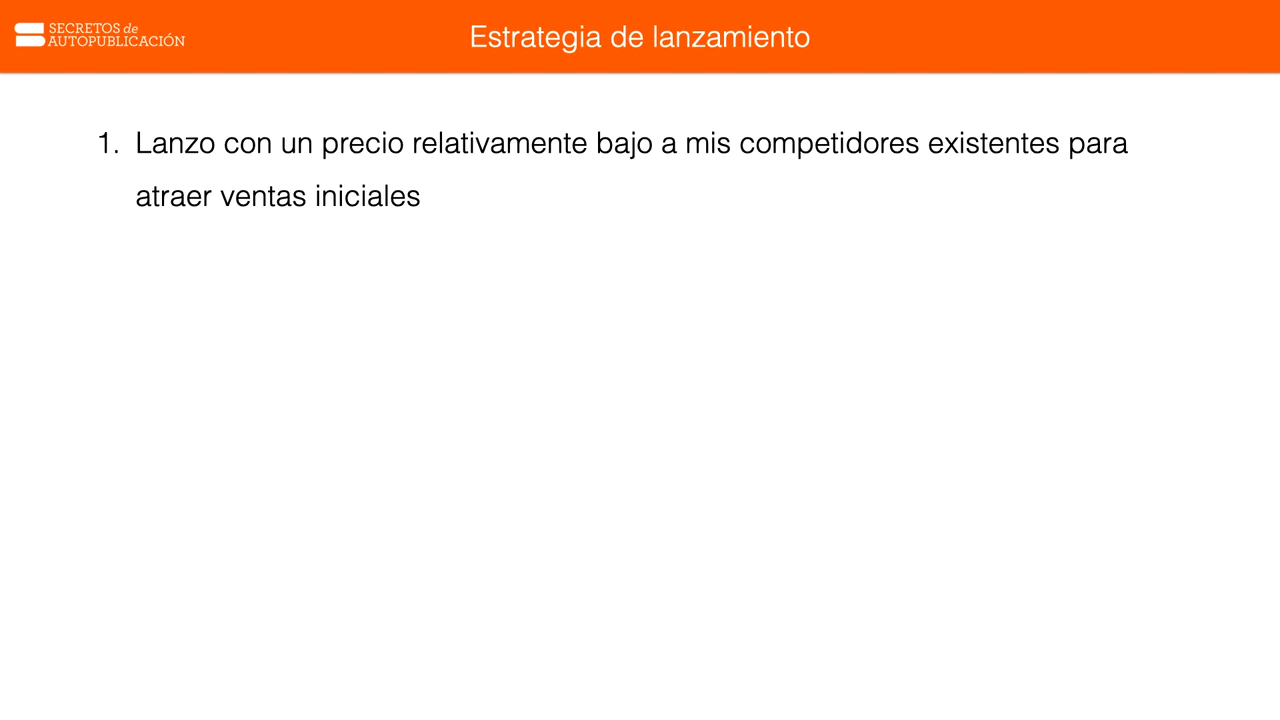 SECRETOS de
AUTOPUBLICACIÓN
Estrategia de lanzamiento
1. Lanzo con un precio relativamente bajo a mis competidores existentes para
atraer ventas iniciales